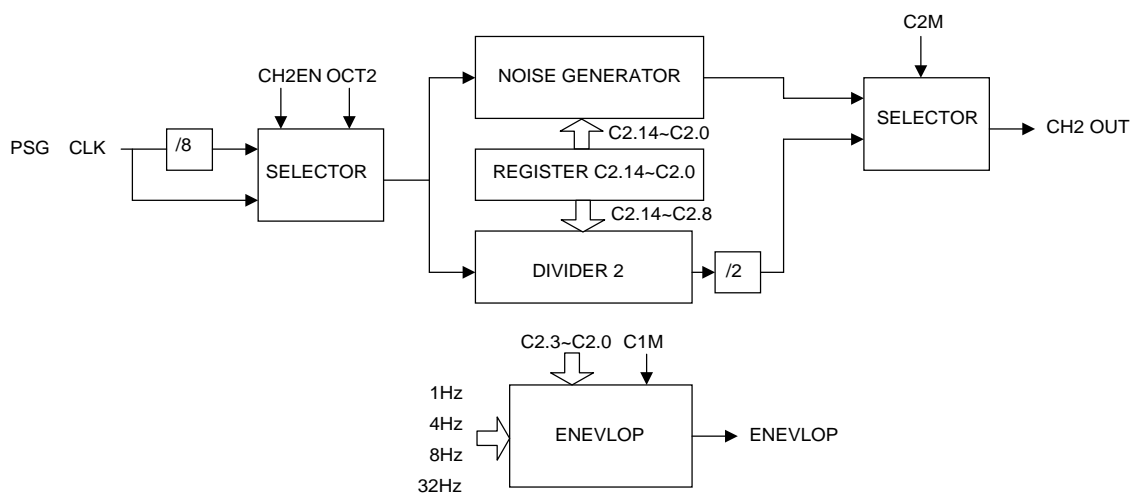 C2M
CH2EN OCT2
NOISE GENERATOR
C2.14~C2.0
SELECTOR
CH2 OUT
PSG CLK
/8
SELECTOR
REGISTER C2.14~C2.0
C2.14~C2.8
DIVIDER 2
/2
C2.3~C2.0 C1M
1Hz
4Hz
8Hz
32Hz
ENEVLOP
ENEVLOP